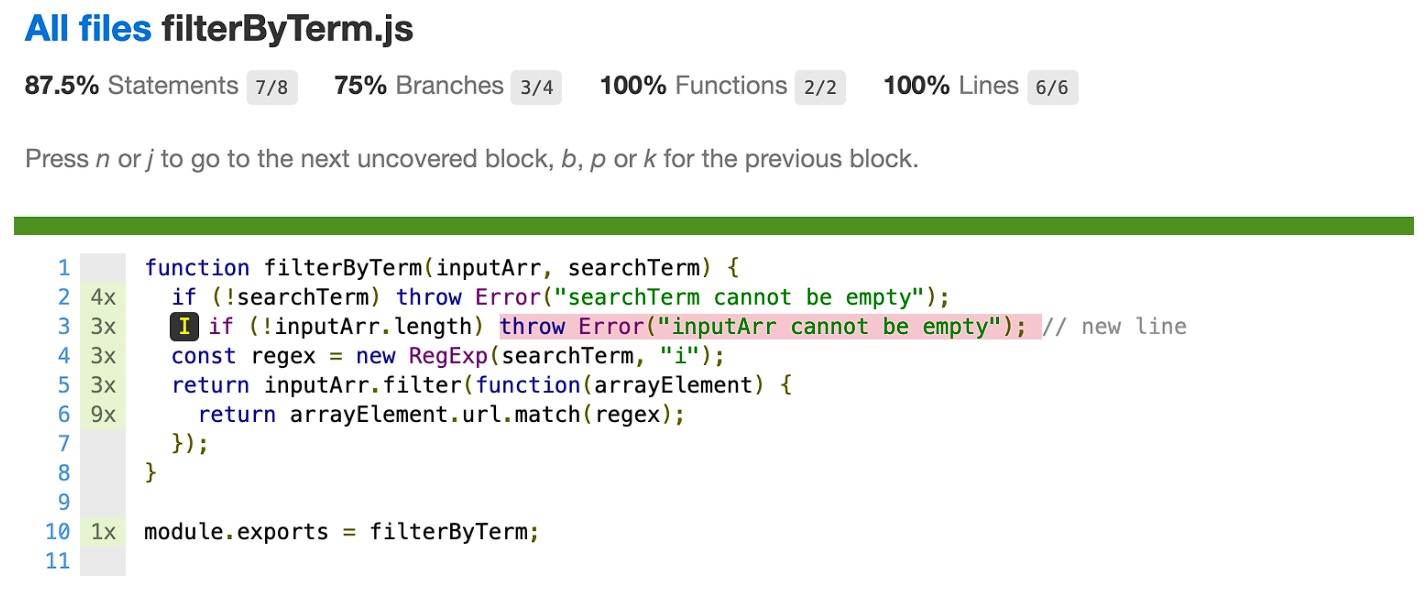 All files filterByTerm.js
87.5% Statements 7/8 75% Branches 3/4 100% Functions 2/2 100% Lines 6/6
Press n or j to go to the next uncovered block, b, p or k for the previous block.
1 function filterByTerm(inputArr, searchTerm) {
2 4x if (!searchTerm) throw Error("searchTerm cannot be empty");
3 3x I if (!inputArr.length) throw Error("inputArr cannot be empty"); // new line
4 3x const regex = new RegExp(searchTerm, "i");
5 3x return inputArr.filter(function(arrayElement) {
6 9x return arrayElement.url.match(regex);
7 });
8 }
9
10 1x module.exports = filterByTerm;
11